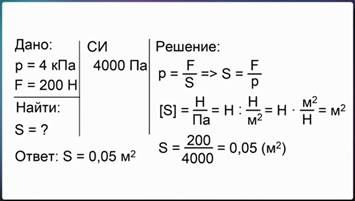 Дано:
p = 4 кПа
F = 200 Н
Найти:
S = ?
Ответ: S = 0,05 м²
СИ
4000 Па
Решение:
p = F/S => S = F/p
[S] = Н/Па = Н : Н/м² = Н · м²/Н = м²
S = 200/4000 = 0,05 (м²)